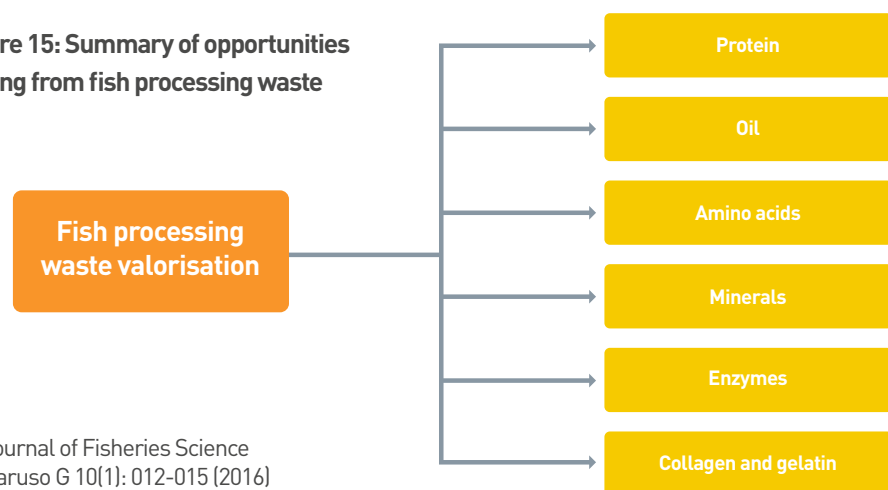 re 15: Summary of opportunities
ng from fish processing waste
Protein
Oil
Amino acids
Fish processing
waste valorisation
Minerals
Enzymes
Collagen and gelatin
ournal of Fisheries Science
aruso G 10(1): 012-015 (2016)